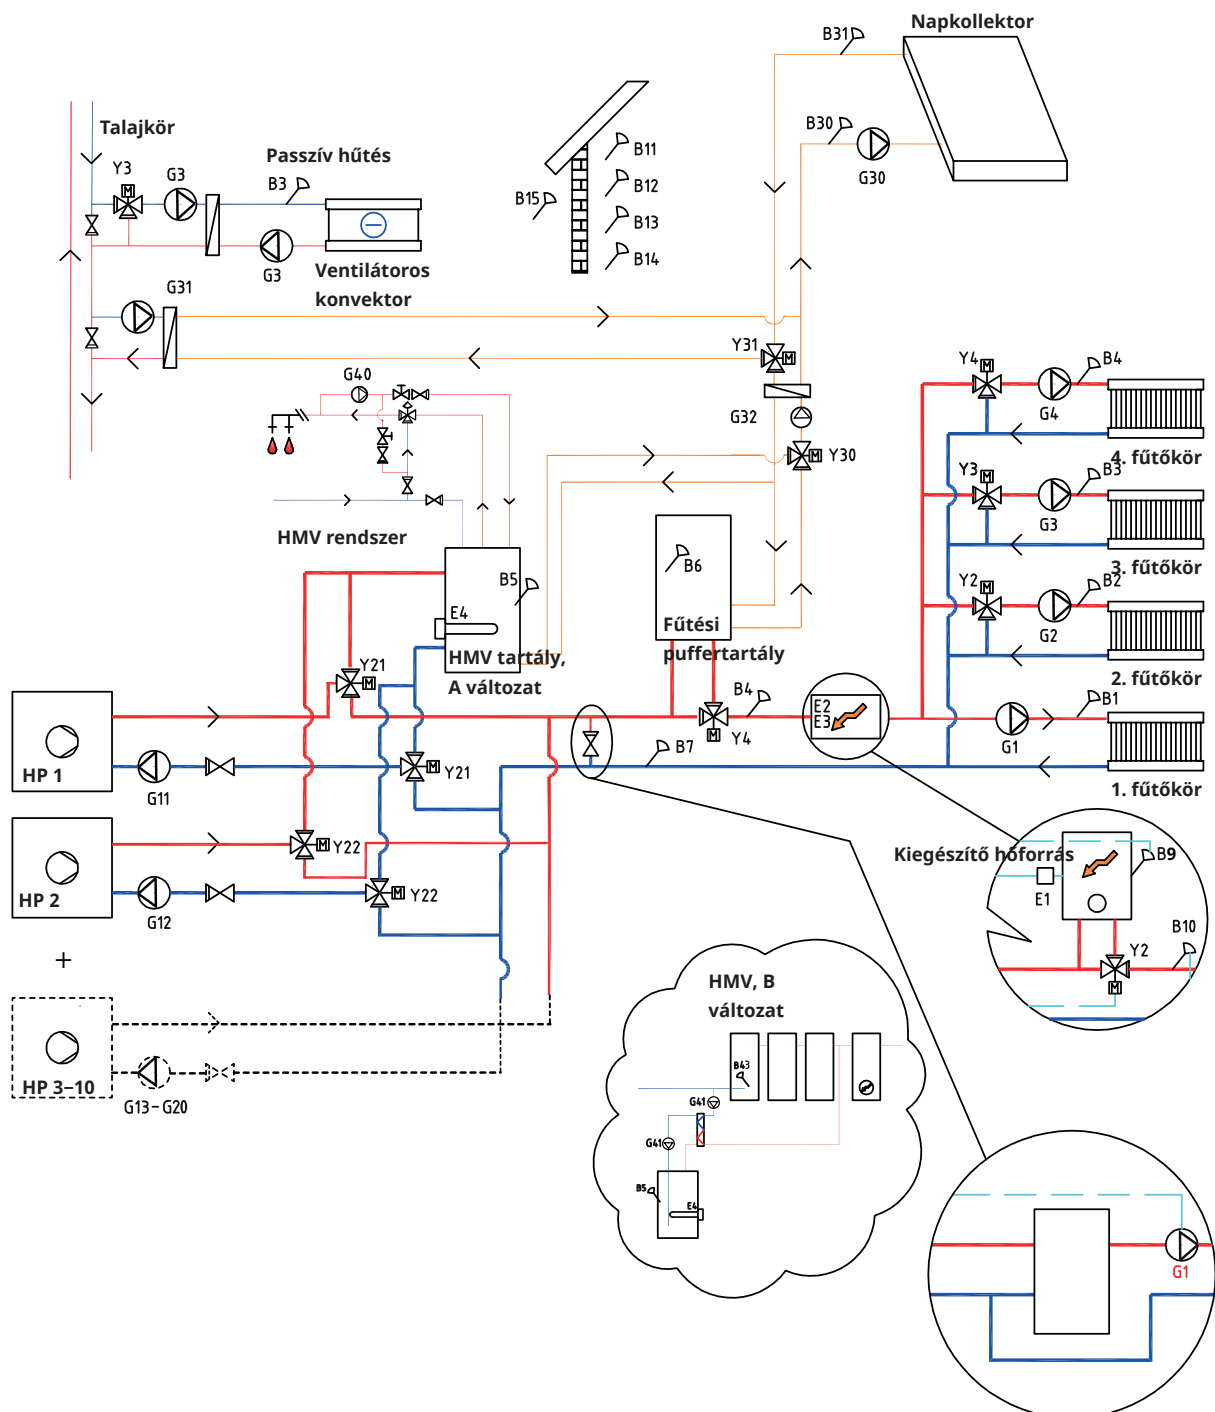 Napkollektor
B31
B30
G30
Talajkör
Y3
G3
Passzív hűtés
B3
G3
Ventilátoros
konvektor
B11
B12
B15
B13
B14
G31
Y31
G32
Y30
G40
HMV rendszer
B5
E4
HMV tartály,
A változat
B6
Fűtési
puffertartály
Y4
B4
G4
4. fűtőkör
Y3
B3
G3
3. fűtőkör
Y2
B2
G2
2. fűtőkör
B1
G1
1. fűtőkör
Y21
B4
Y4
E2
E3
B7
HP 1
G11
Y21
HP 2
G12
Y22
Y22
+
HP 3–10
G13-G20
Kiegészítő hőforrás
B9
E1
B10
Y2
HMV, B
változat
B43
G41
G41
B5
E4
G1
M
M
M
M
M
M
M
M
M
M
M
M